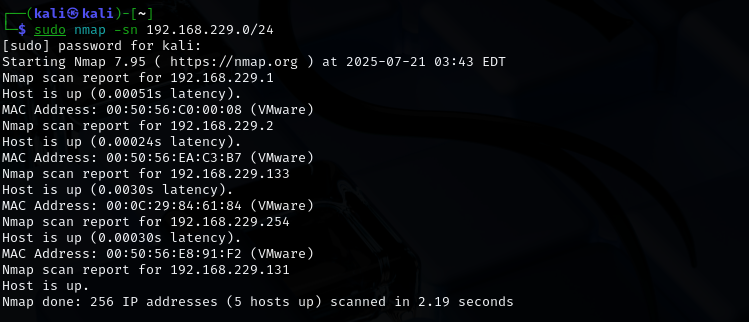 ┌──(kali㉿kali)-[~]
└─$ sudo nmap -sn 192.168.229.0/24
[sudo] password for kali:
Starting Nmap 7.95 ( https://nmap.org ) at 2025-07-21 03:43 EDT
Nmap scan report for 192.168.229.1
Host is up (0.00051s latency).
MAC Address: 00:50:56:C0:00:08 (VMware)
Nmap scan report for 192.168.229.2
Host is up (0.00024s latency).
MAC Address: 00:50:56:EA:C3:B7 (VMware)
Nmap scan report for 192.168.229.133
Host is up (0.0030s latency).
MAC Address: 00:0C:29:84:61:84 (VMware)
Nmap scan report for 192.168.229.254
Host is up (0.00030s latency).
MAC Address: 00:50:56:E8:91:F2 (VMware)
Nmap scan report for 192.168.229.131
Host is up.
Nmap done: 256 IP addresses (5 hosts up) scanned in 2.19 seconds